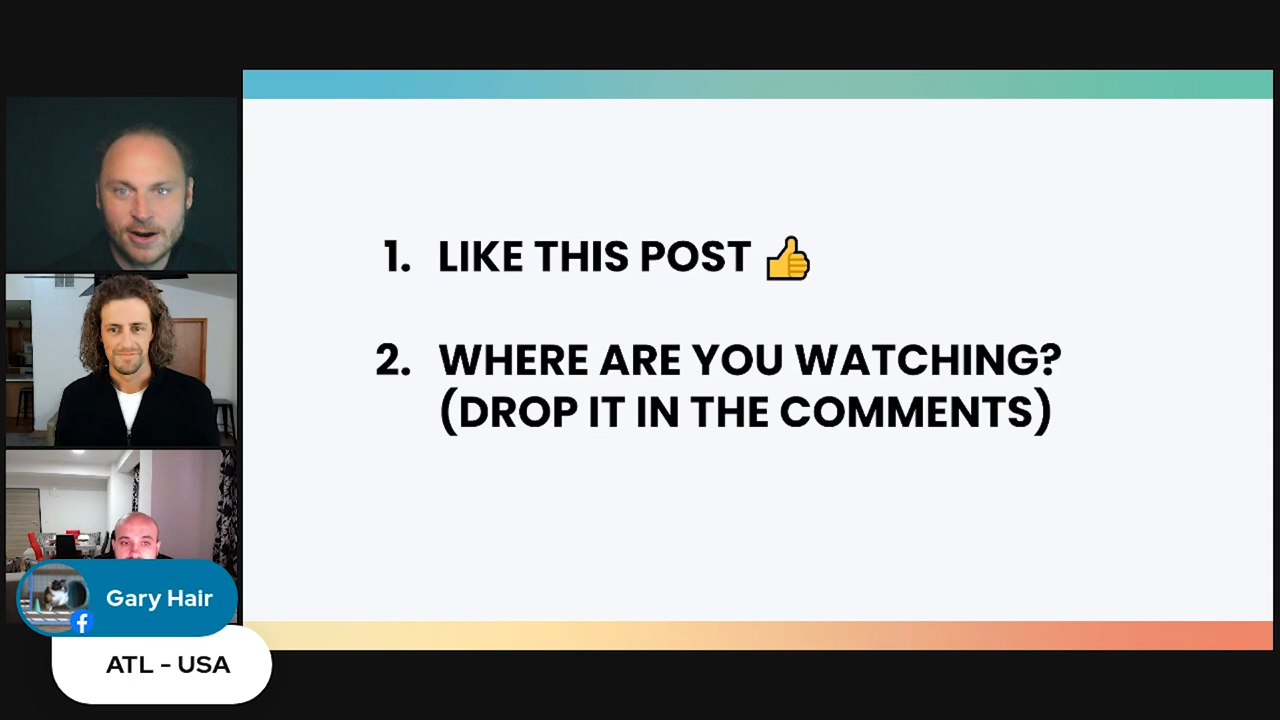 1. LIKE THIS POST 👍
2. WHERE ARE YOU WATCHING?
(DROP IT IN THE COMMENTS)
Gary Hair
ATL - USA